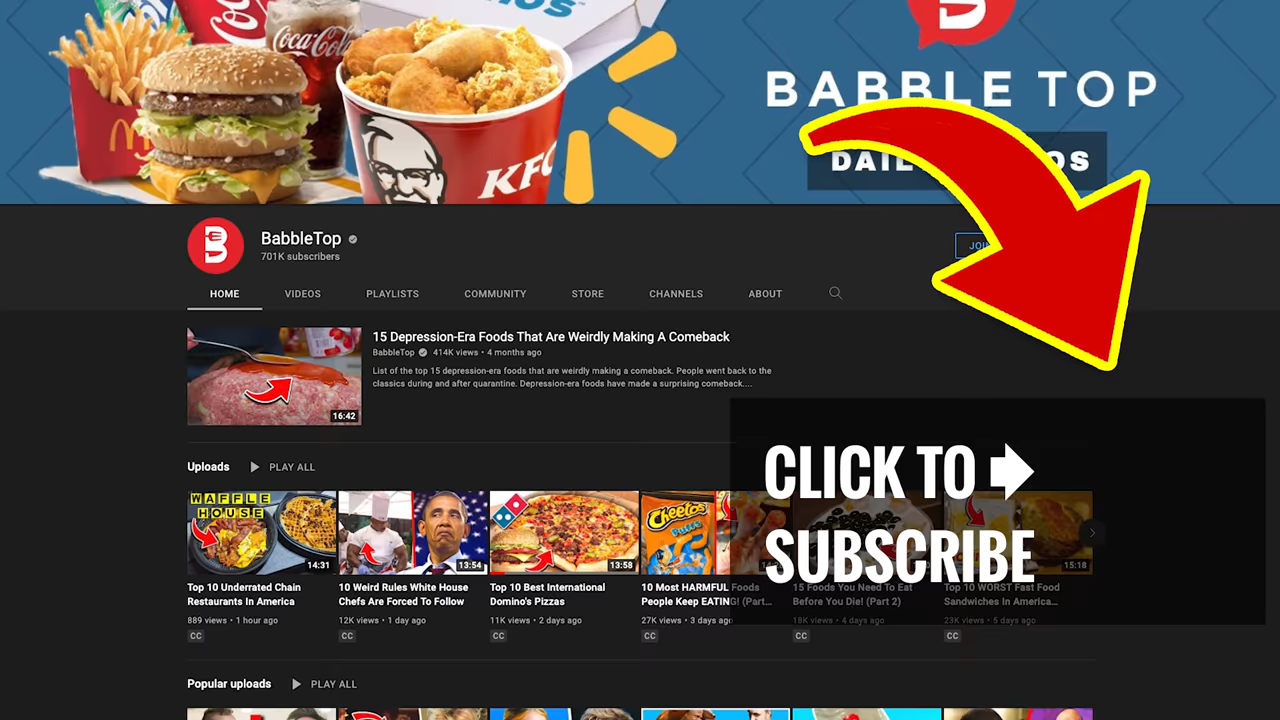 Coca-Cola
KFC
BABBLE TOP
DAIL OS
BabbleTop
701K subscribers
JOI
HOME
VIDEOS
PLAYLISTS
COMMUNITY
STORE
CHANNELS
ABOUT
15 Depression-Era Foods That Are Weirdly Making A Comeback
BabbleTop 414K views • 4 months ago
List of the top 15 depression-era foods that are weirdly making a comeback. People went back to the
classics during and after quarantine. Depression-era foods have made a surprising comeback....
16:42
CLICK TO
SUBSCRIBE
Uploads
PLAY ALL
WAFFLE
HOUSE
14:31
Top 10 Underrated Chain
Restaurants In America
889 views • 1 hour ago
CC
13:54
10 Weird Rules White House
Chefs Are Forced To Follow
12K views • 1 day ago
CC
13:58
Top 10 Best International
Domino's Pizzas
11K views • 2 days ago
CC
Cheetos
Puffs
10 Most HARMFUL Foods
People Keep EATING! (Part...
27K views • 3 days ago
CC
15 Foods You Need To Eat
Before You Die! (Part 2)
18K views • 4 days ago
CC
15:18
Top 10 WORST Fast Food
Sandwiches In America...
23K views • 5 days ago
CC
Popular uploads
PLAY ALL